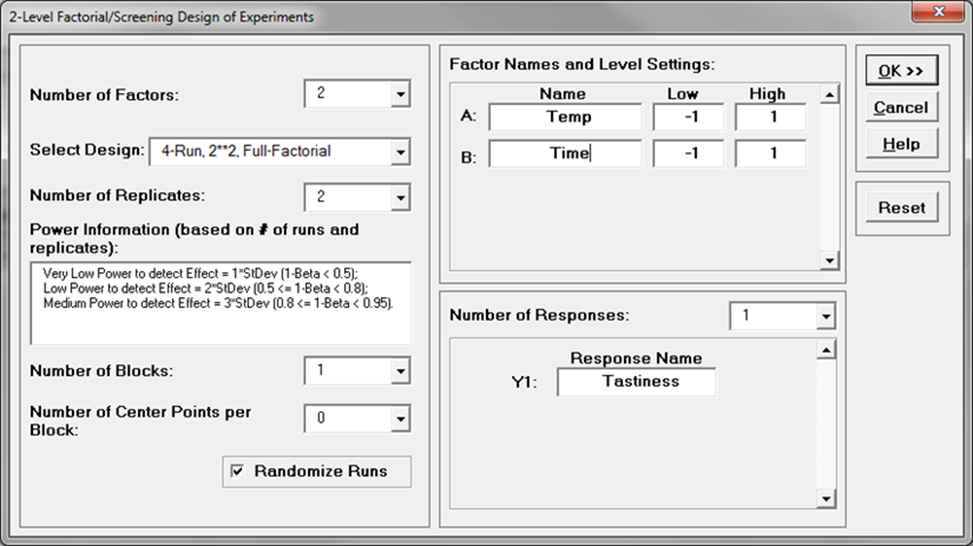 2-Level Factorial/Screening Design of Experiments
Number of Factors: 2
Select Design: 4-Run, 2**2, Full-Factorial
Number of Replicates: 2
Power Information (based on # of runs and
replicates):
Very Low Power to detect Effect = 1*StDev (1-Beta < 0.5);
Low Power to detect Effect = 2*StDev (0.5 <= 1-Beta < 0.8);
Medium Power to detect Effect = 3*StDev (0.8 <= 1-Beta < 0.95).
Number of Blocks: 1
Number of Center Points per
Block: 0
Randomize Runs
Factor Names and Level Settings:
Name Low High
A: Temp -1 1
B: Time -1 1
Number of Responses: 1
Response Name
Y1: Tastiness
OK >>
Cancel
Help
Reset